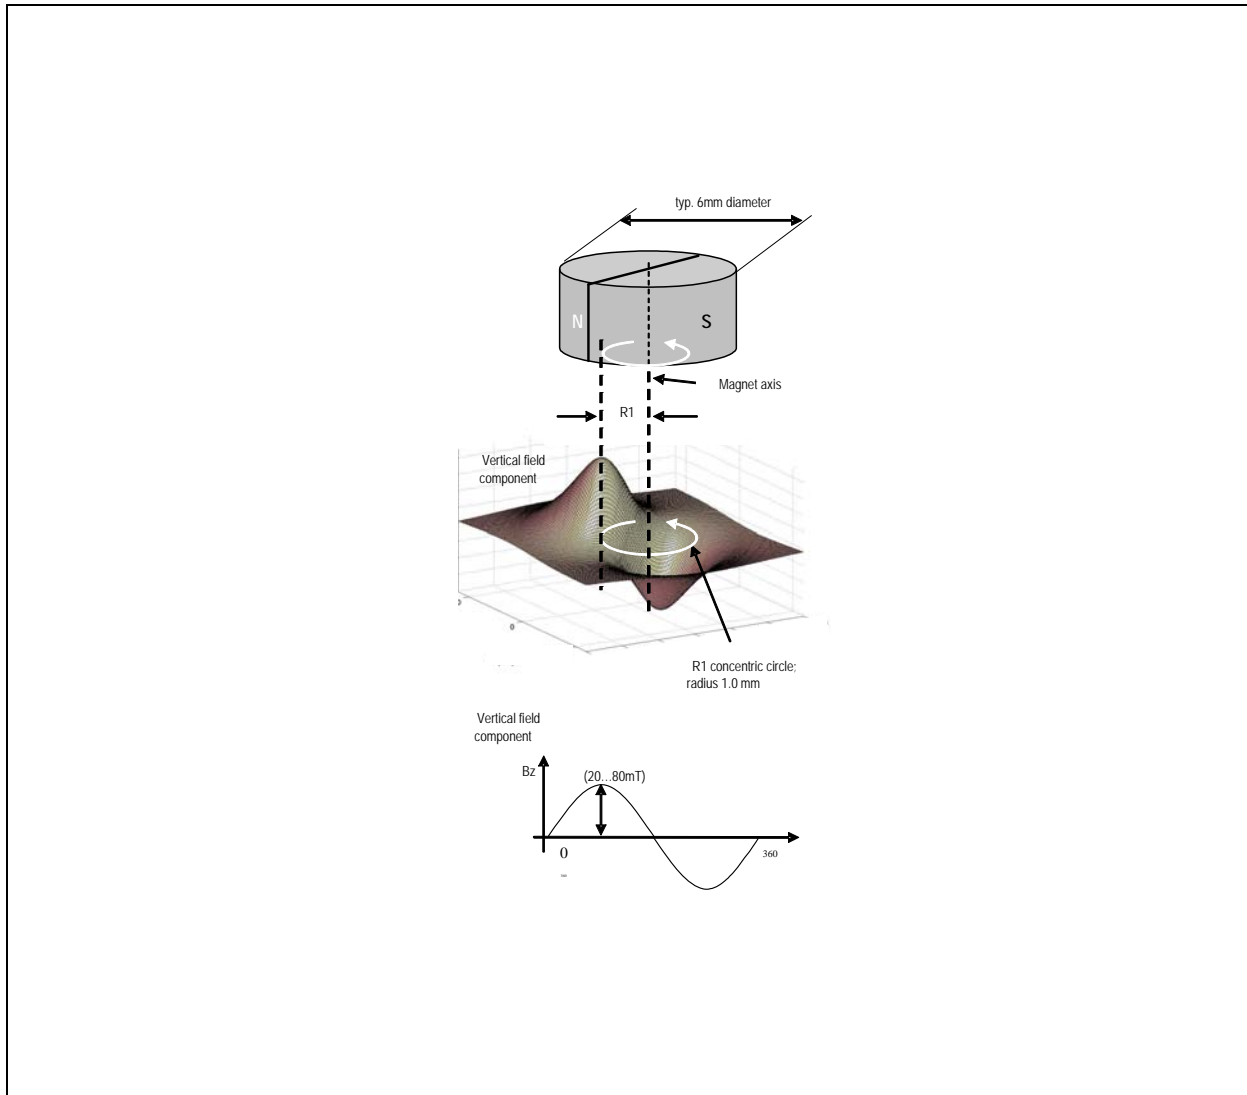 typ. 6mm diameter
N
S
Magnet axis
R1
Vertical field
component
0
R1 concentric circle;
radius 1.0 mm
Vertical field
component
Bz
(20…80mT)
0
360